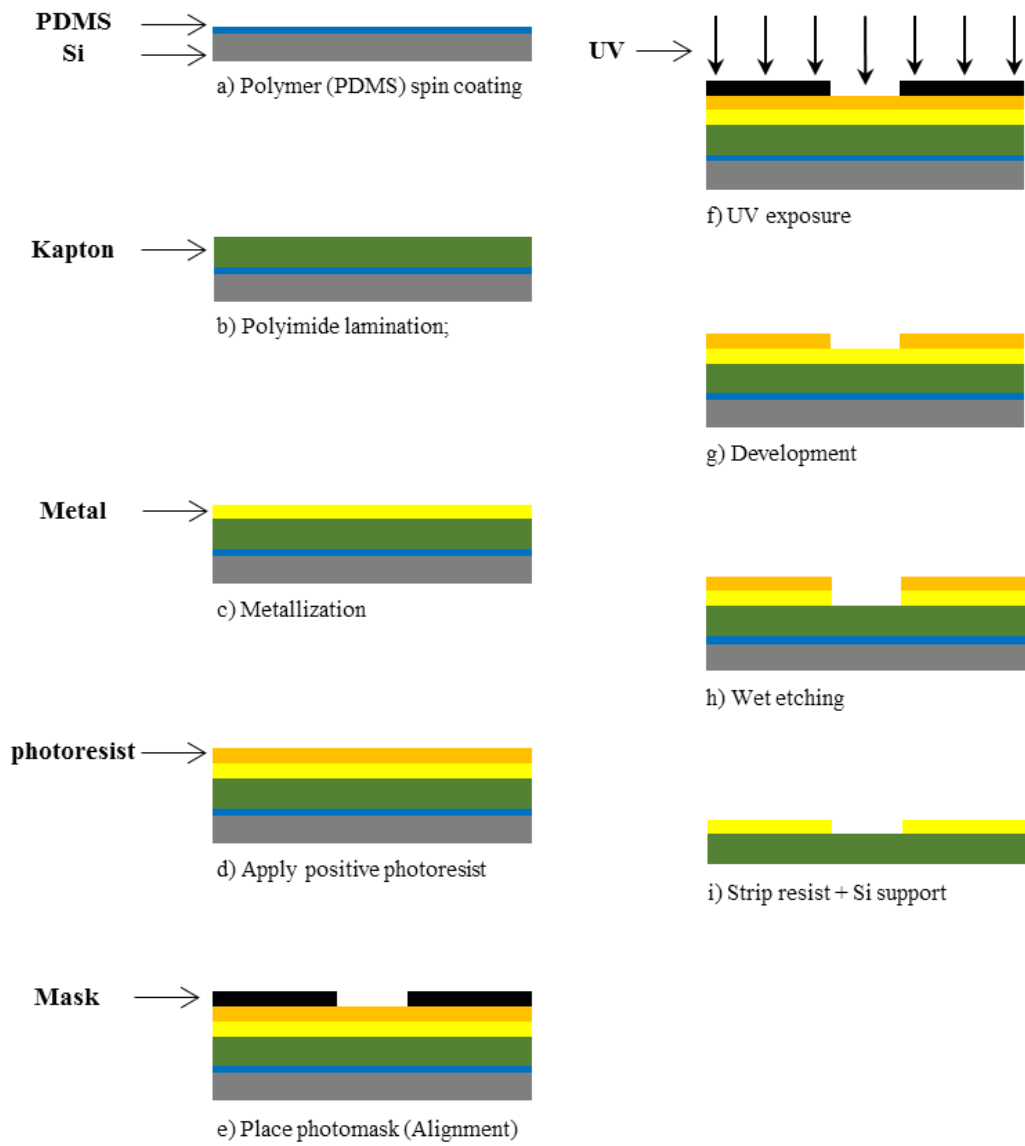 PDMS
Si
a) Polymer (PDMS) spin coating
Kapton
b) Polyimide lamination;
Metal
c) Metallization
photoresist
d) Apply positive photoresist
Mask
e) Place photomask (Alignment)
UV
f) UV exposure
g) Development
h) Wet etching
i) Strip resist + Si support